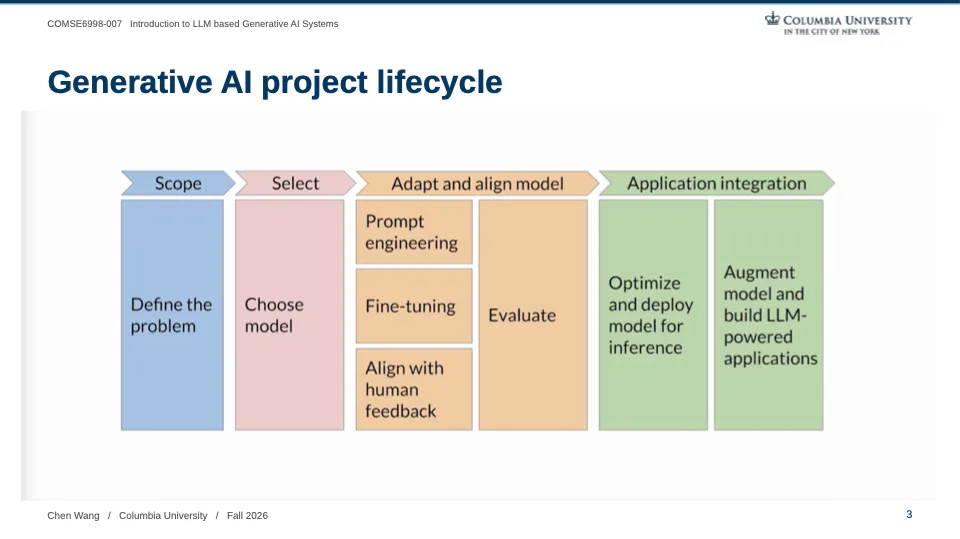 COMSE6998-007   Introduction to LLM based Generative AI Systems
COLUMBIA UNIVERSITY
IN THE CITY OF NEW YORK
Generative AI project lifecycle
Scope
Select
Adapt and align model
Application integration
Define the
problem
Choose
model
Prompt
engineering
Fine-tuning
Align with
human
feedback
Evaluate
Optimize
and deploy
model for
inference
Augment
model and
build LLM-
powered
applications
Chen Wang   /   Columbia University   /   Fall 2026
3